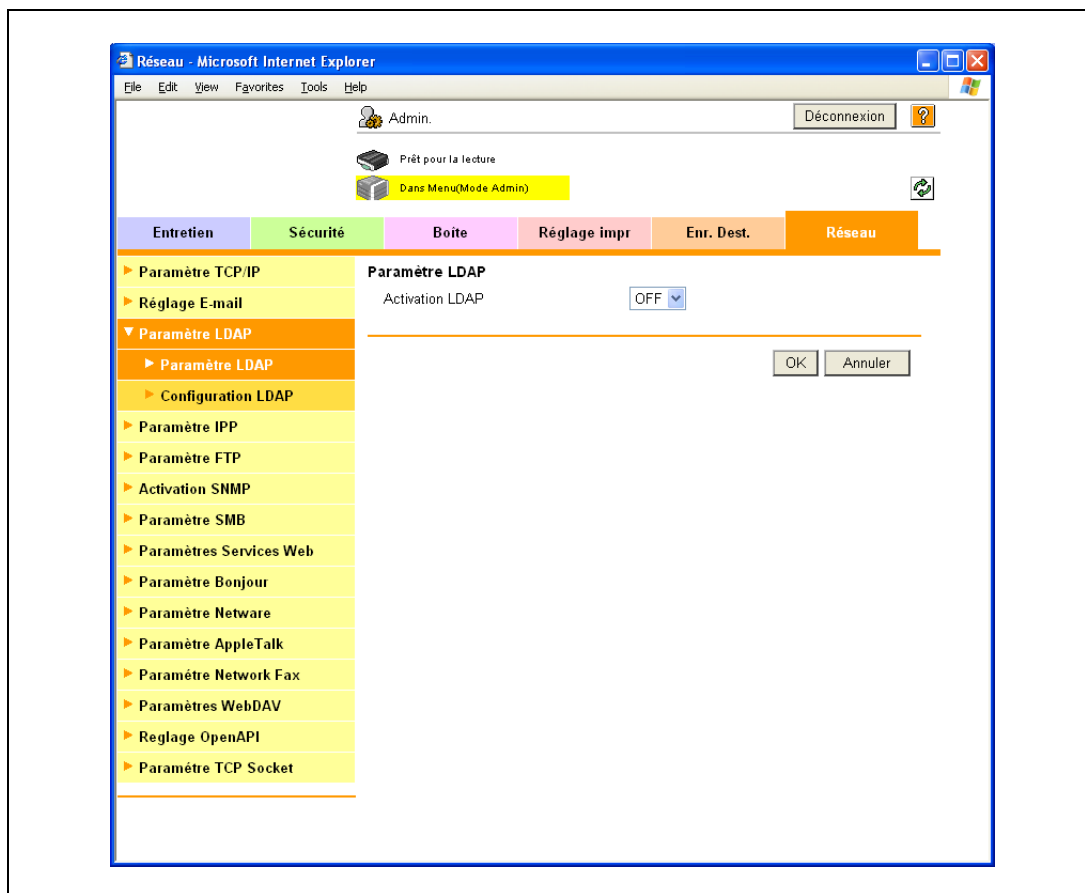 Réseau - Microsoft Internet Explorer
File Edit View Favorites Tools Help
Admin.
Déconnexion
?
Prêt pour la lecture
Dans Menu(Mode Admin)
Entretien Sécurité Boîte Réglage impr Enr. Dest. Réseau
Paramètre TCP/IP
Réglage E-mail
Paramètre LDAP
Paramètre LDAP
Configuration LDAP
Paramètre IPP
Paramètre FTP
Activation SNMP
Paramètre SMB
Paramètres Services Web
Paramètre Bonjour
Paramètre Netware
Paramètre AppleTalk
Paramétre Network Fax
Paramètres WebDAV
Reglage OpenAPI
Paramétre TCP Socket
Paramètre LDAP
Activation LDAP OFF
OK Annuler